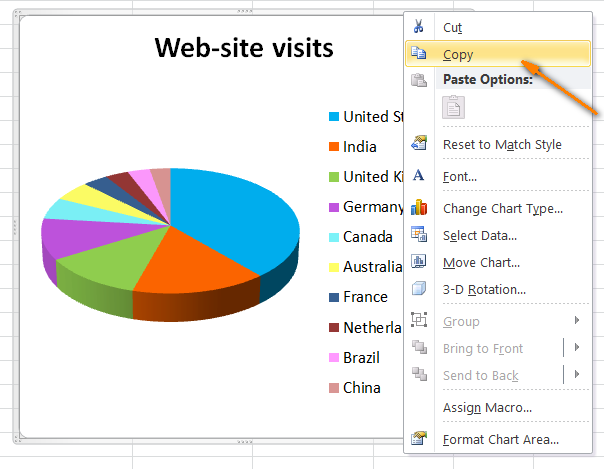 Web-site visits
United St
India
United Ki
Germany
Canada
Australia
France
Netherla
Brazil
China
Cut
Copy
Paste Options:
Reset to Match Style
Font...
Change Chart Type...
Select Data...
Move Chart...
3-D Rotation...
Group
Bring to Front
Send to Back
Assign Macro...
Format Chart Area...